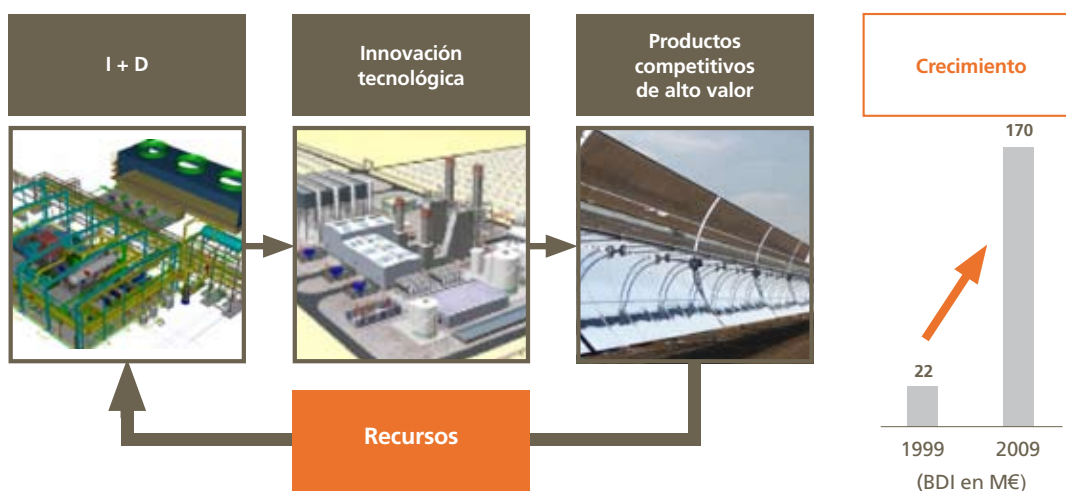 I + D
Innovación
tecnológica
Productos
competitivos
de alto valor
Crecimiento
170
22
Recursos
1999
2009
(BDI en M€)